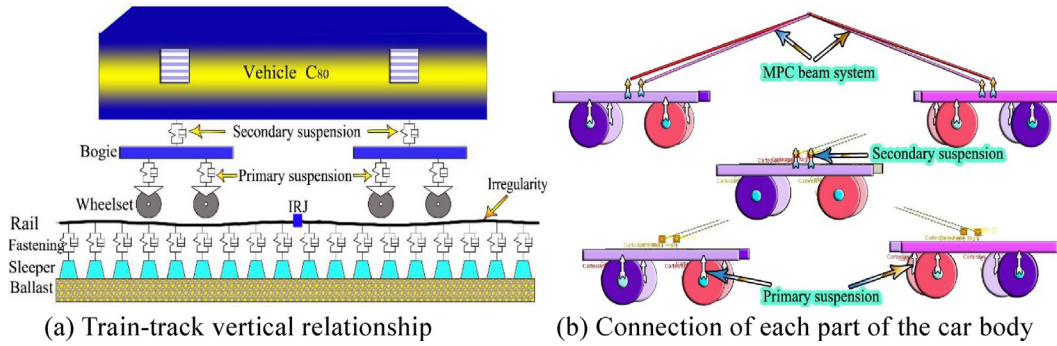 Vehicle C80
Secondary suspension
Bogie
Primary suspension
Wheelset
Irregularity
IRJ
Rail
Fastening
Sleeper
Ballast
(a) Train-track vertical relationship
MPC beam system
Secondary suspension
Primary suspension
(b) Connection of each part of the car body